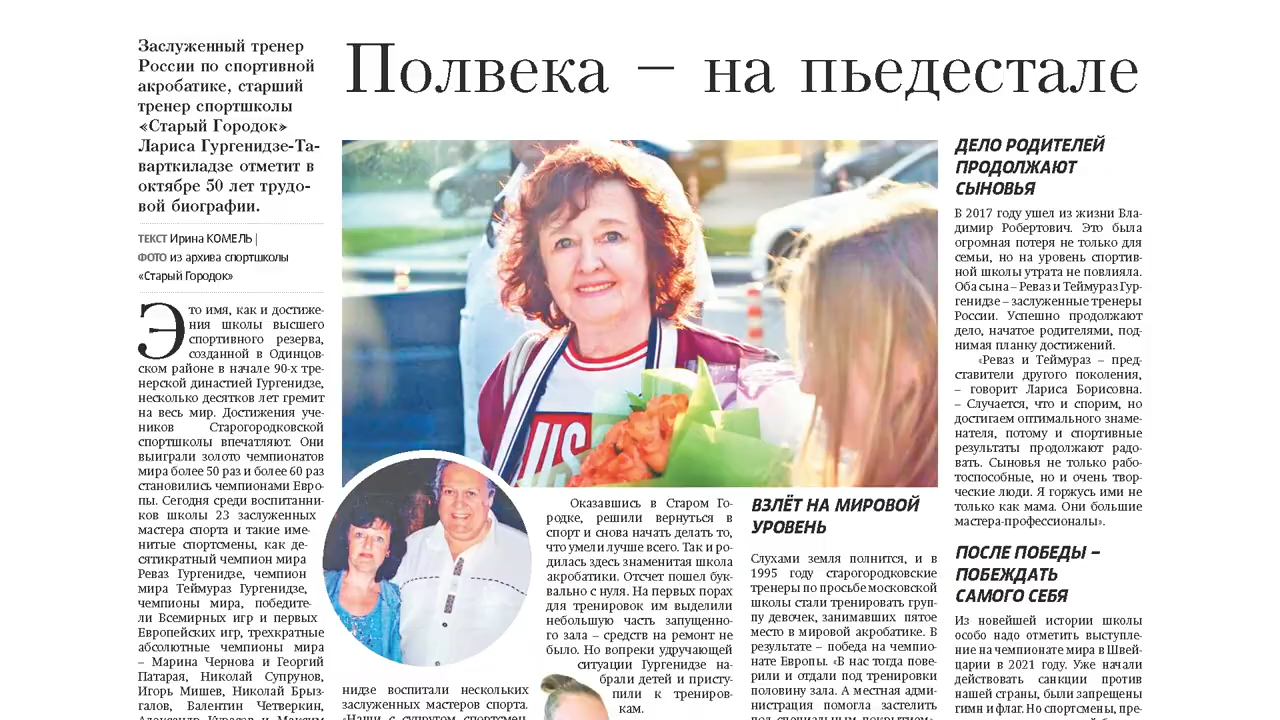 Заслуженный тренер
России по спортивной
акробатике, старший
тренер спортшколы
«Старый Городок»
Лариса Гургенидзе-Та-
варткиладзе отметит в
октябре 50 лет трудо-
вой биографии.
ТЕКСТ Ирина КОМЕЛЬ |
ФОТО из архива спортшколы
«Старый Городок»
Полвека – на пьедестале
Это имя, как и достиже-
ния школы высшего
спортивного резерва,
созданной в Одинцов-
ском районе в начале 90-х тре-
нерской династией Гургенидзе,
несколько десятков лет гремит
на весь мир. Достижения уче-
ников Старогородковской
спортшколы впечатляют. Они
выиграли золото чемпионатов
мира более 50 раз и более 60 раз
становились чемпионами Евро-
пы. Сегодня среди воспитанни-
ков школы 23 заслуженных
мастера спорта и такие име-
нитые спортсмены, как де-
сятикратный чемпион мира
Реваз Гургенидзе, чемпион
мира Теймураз Гургенидзе,
чемпионы мира, победите-
ли Всемирных игр и первых
Европейских игр, трехкратные
абсолютные чемпионы мира
– Марина Чернова и Георгий
Патарая, Николай Супрунов,
Игорь Мишев, Николай Брыз-
галов, Валентин Четверкин,
Александр Курасов и Максим
нидзе воспитали нескольких
заслуженных мастеров спорта.
«Наши с супругом спортсмен-
Оказавшись в Старом Го-
родке, решили вернуться в
спорт и снова начать делать то,
что умели лучше всего. Так и ро-
дилась здесь знаменитая школа
акробатики. Отсчет пошел бук-
вально с нуля. На первых порах
для тренировок им выделили
небольшую часть запущенно-
го зала – средств на ремонт не
было. Но вопреки удручающей
ситуации Гургенидзе на-
брали детей и присту-
пили к трениров-
кам.
ВЗЛЁТ НА МИРОВОЙ
УРОВЕНЬ
Слухами земля полнится, и в
1995 году старогородковские
тренеры по просьбе московской
школы стали тренировать груп-
пу девочек, занимавших пятое
место в мировой акробатике. В
результате – победа на чемпио-
нате Европы. «В нас тогда пове-
рили и отдали под тренировки
половину зала. А местная адми-
нистрация помогла застелить
пол специальным покрытием»,
ДЕЛО РОДИТЕЛЕЙ
ПРОДОЛЖАЮТ
СЫНОВЬЯ
В 2017 году ушел из жизни Вла-
димир Робертович. Это была
огромная потеря не только для
семьи, но на уровень спортив-
ной школы утрата не повлияла.
Оба сына – Реваз и Теймураз Гур-
генидзе – заслуженные тренеры
России. Успешно продолжают
дело, начатое родителями, под-
нимая планку достижений.
«Реваз и Теймураз – пред-
ставители другого поколения,
– говорит Лариса Борисовна.
– Случается, что и спорим, но
достигаем оптимального знаме-
нателя, потому и спортивные
результаты продолжают радо-
вать. Сыновья не только рабо-
тоспособные, но и очень твор-
ческие люди. Я горжусь ими не
только как мама. Они большие
мастера-профессионалы».
ПОСЛЕ ПОБЕДЫ –
ПОБЕЖДАТЬ
САМОГО СЕБЯ
Из новейшей истории школы
особо надо отметить выступле-
ние на чемпионате мира в Швей-
царии в 2021 году. Уже начали
действовать санкции против
нашей страны, были запрещены
гимн и флаг. Но спортсмены, пре-